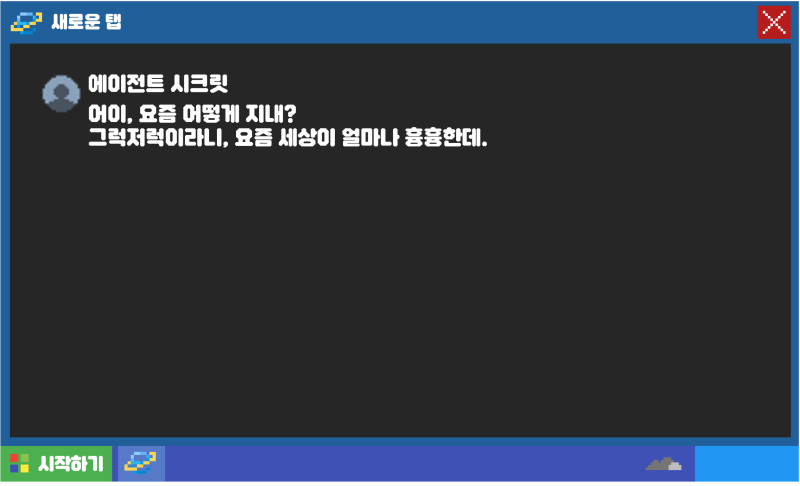 새로운 탭
에이전트 시크릿
어이, 요즘 어떻게 지내?
그럭저럭이라니, 요즘 세상이 얼마나 흉흉한데.
시작하기